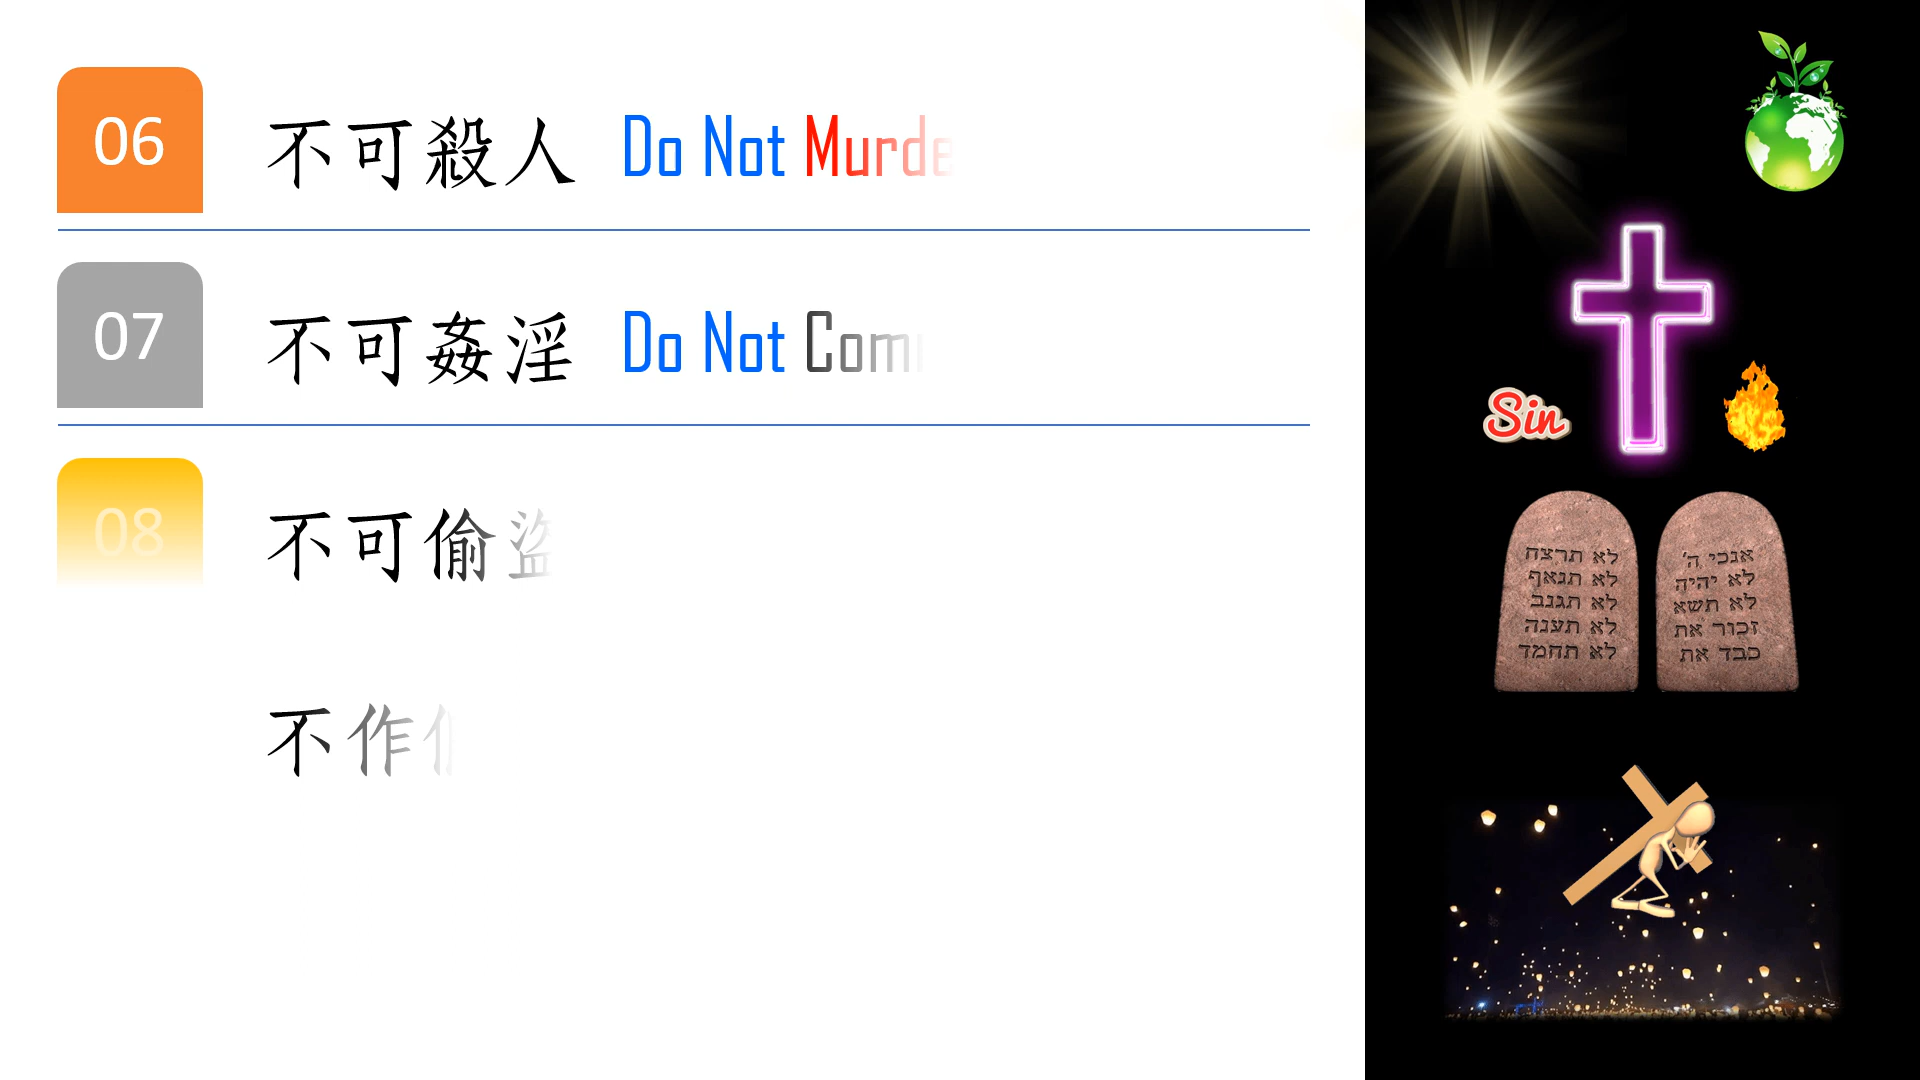 06 不可殺人 Do Not Murde
07 不可姦淫 Do Not Com
08 不可偷盜
不作
Sin
אנכי ה'
לא יהיה
לא תשא
זכור את
כבד את
לא תרצח
לא תנאף
לא תגנב
לא תענה
לא תחמד